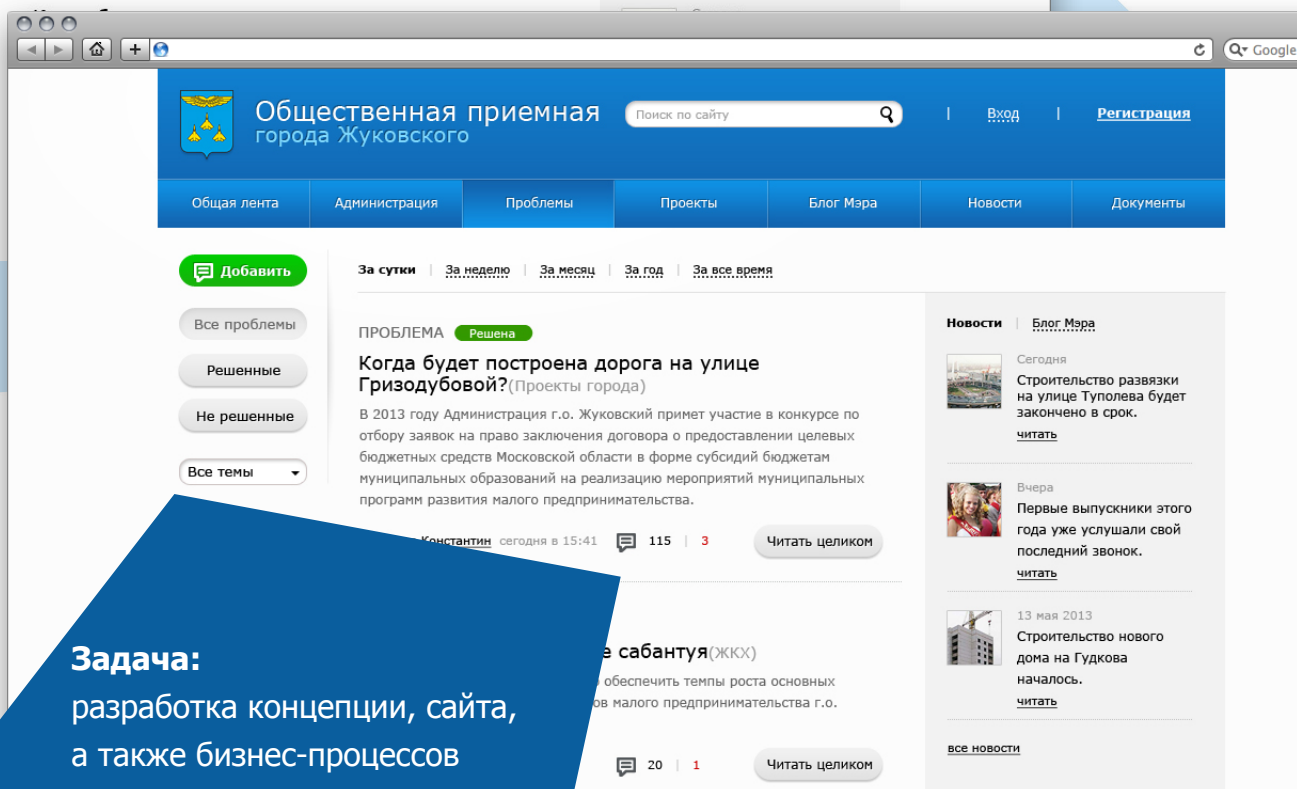 Google
Общественная приемная
города Жуковского
Поиск по сайту
Вход
Регистрация
Общая лента
Администрация
Проблемы
Проекты
Блог Мэра
Новости
Документы
Добавить
Все проблемы
Решенные
Не решенные
Все темы
За сутки | За неделю | За месяц | За год | За все время
ПРОБЛЕМА Решена
Когда будет построена дорога на улице
Гризодубовой?(Проекты города)
В 2013 году Администрация г.о. Жуковский примет участие в конкурсе по
отбору заявок на право заключения договора о предоставлении целевых
бюджетных средств Московской области в форме субсидий бюджетам
муниципальных образований на реализацию мероприятий муниципальных
программ развития малого предпринимательства.
Константин сегодня в 15:41 115 | 3 Читать целиком
е сабантуя(ЖКХ)
обеспечить темпы роста основных
ов малого предпринимательства г.о.
20 | 1 Читать целиком
Новости | Блог Мэра
Сегодня
Строительство развязки
на улице Туполева будет
закончено в срок.
читать
Вчера
Первые выпускники этого
года уже услушали свой
последний звонок.
читать
13 мая 2013
Строительство нового
дома на Гудкова
началось.
читать
все новости
Задача:
разработка концепции, сайта,
а также бизнес-процессов